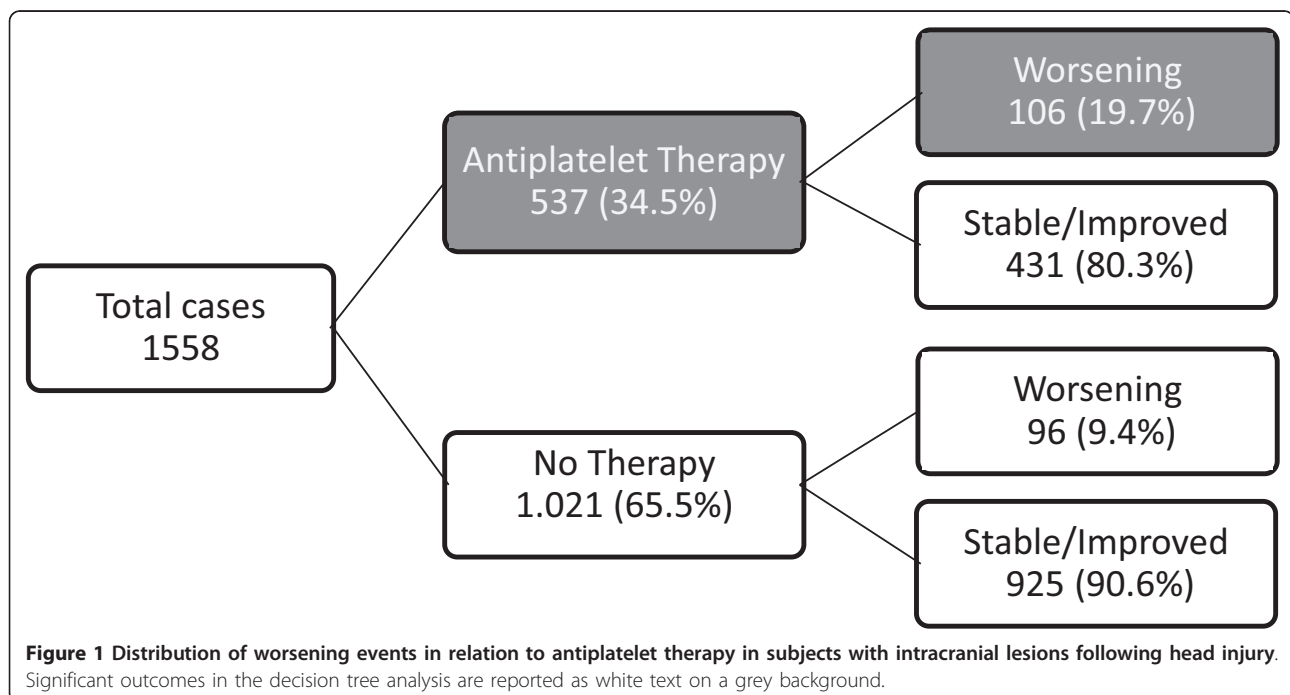 Total cases
1558
Antiplatelet Therapy
537 (34.5%)
No Therapy
1.021 (65.5%)
Worsening
106 (19.7%)
Stable/Improved
431 (80.3%)
Worsening
96 (9.4%)
Stable/Improved
925 (90.6%)
Figure 1 Distribution of worsening events in relation to antiplatelet therapy in subjects with intracranial lesions following head injury.
Significant outcomes in the decision tree analysis are reported as white text on a grey background.